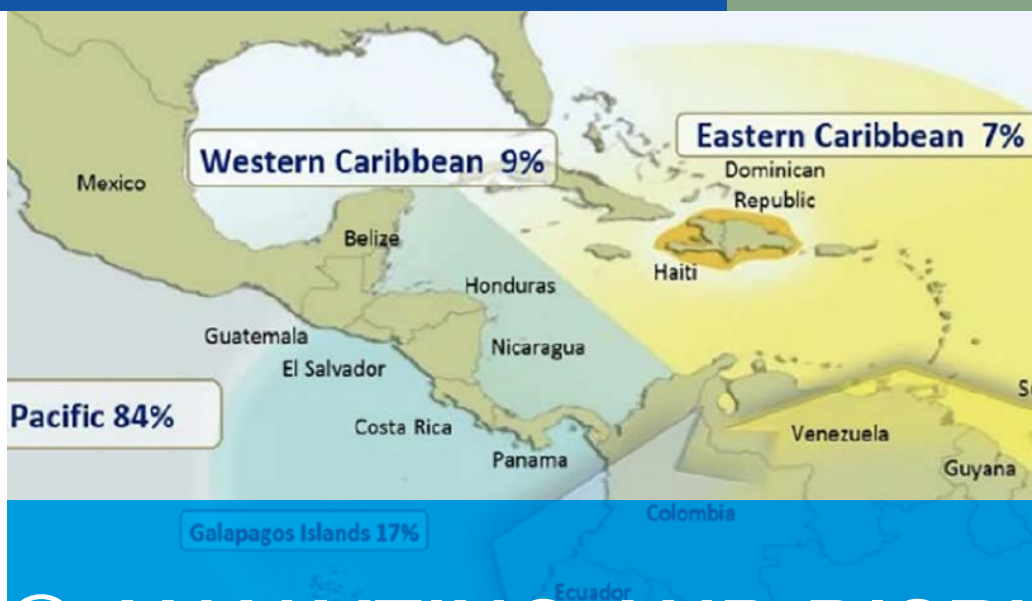 Western Caribbean 9%
Eastern Caribbean 7%
Dominican
Republic
Mexico
Belize
Haiti
Honduras
Guatemala
Nicaragua
El Salvador
Pacific 84%
Costa Rica
Venezuela
Panama
Guyana
Colombia
Galapagos Islands 17%
Ecuador